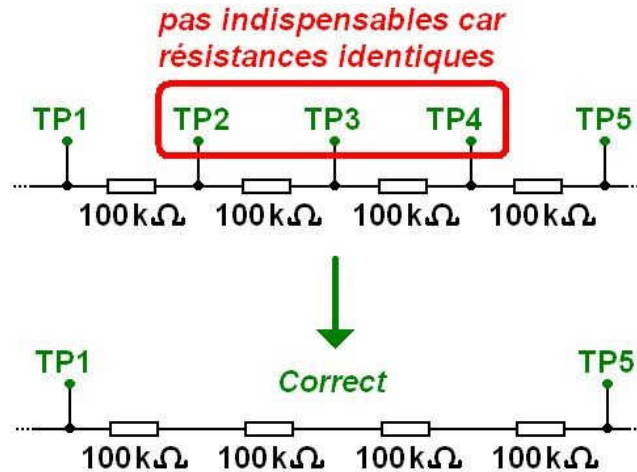 pas indispensables car
résistances identiques
TP1 TP2 TP3 TP4 TP5
100kΩ 100kΩ 100kΩ 100kΩ
Correct
TP1 TP5
100kΩ 100kΩ 100kΩ 100kΩ